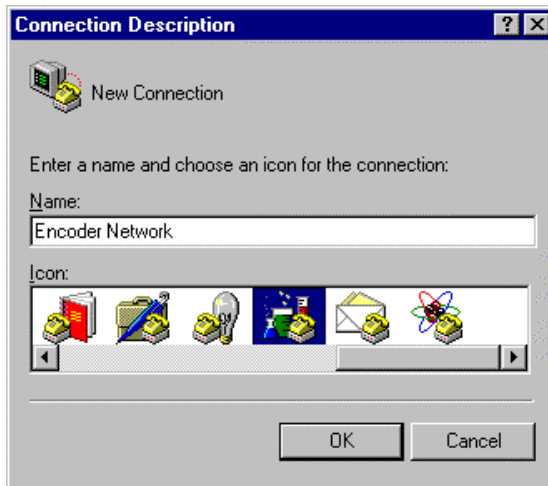 Connection Description
New Connection
Enter a name and choose an icon for the connection:
Name:
Encoder Network
Icon:
OK Cancel